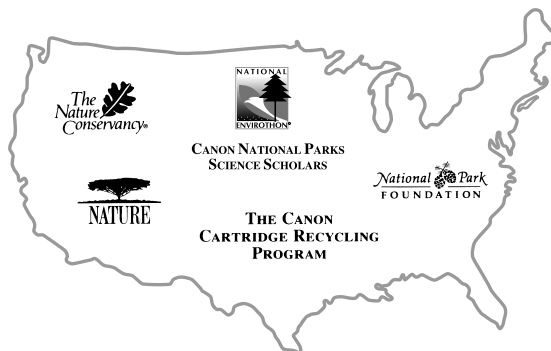 The
Nature
Conservancy®
NATIONAL
ENVIROTHON®
CANON NATIONAL PARKS
SCIENCE SCHOLARS
National Park
FOUNDATION
NATURE
THE CANON
CARTRIDGE RECYCLING
PROGRAM